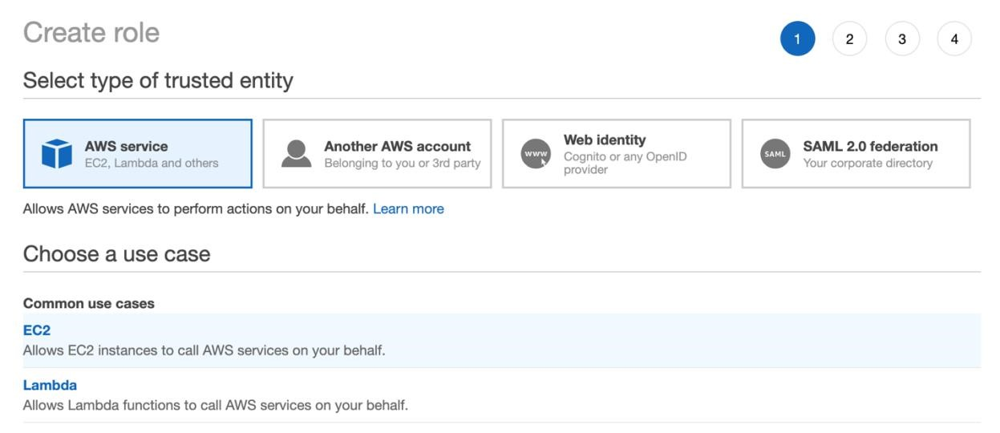 Create role
1 2 3 4
Select type of trusted entity
AWS service
EC2, Lambda and others
Another AWS account
Belonging to you or 3rd party
www
Web identity
Cognito or any OpenID
provider
SAML
SAML 2.0 federation
Your corporate directory
Allows AWS services to perform actions on your behalf. Learn more
Choose a use case
Common use cases
EC2
Allows EC2 instances to call AWS services on your behalf.
Lambda
Allows Lambda functions to call AWS services on your behalf.